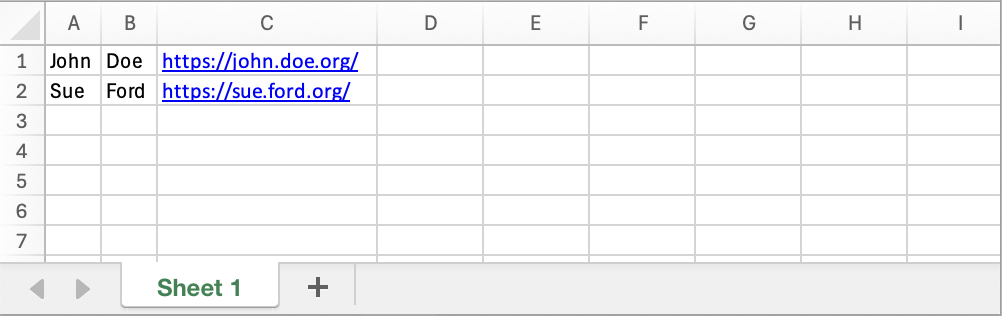 A B C D E F G H I
1 John Doe https://john.doe.org/
2 Sue Ford https://sue.ford.org/
3
4
5
6
7
Sheet 1 +